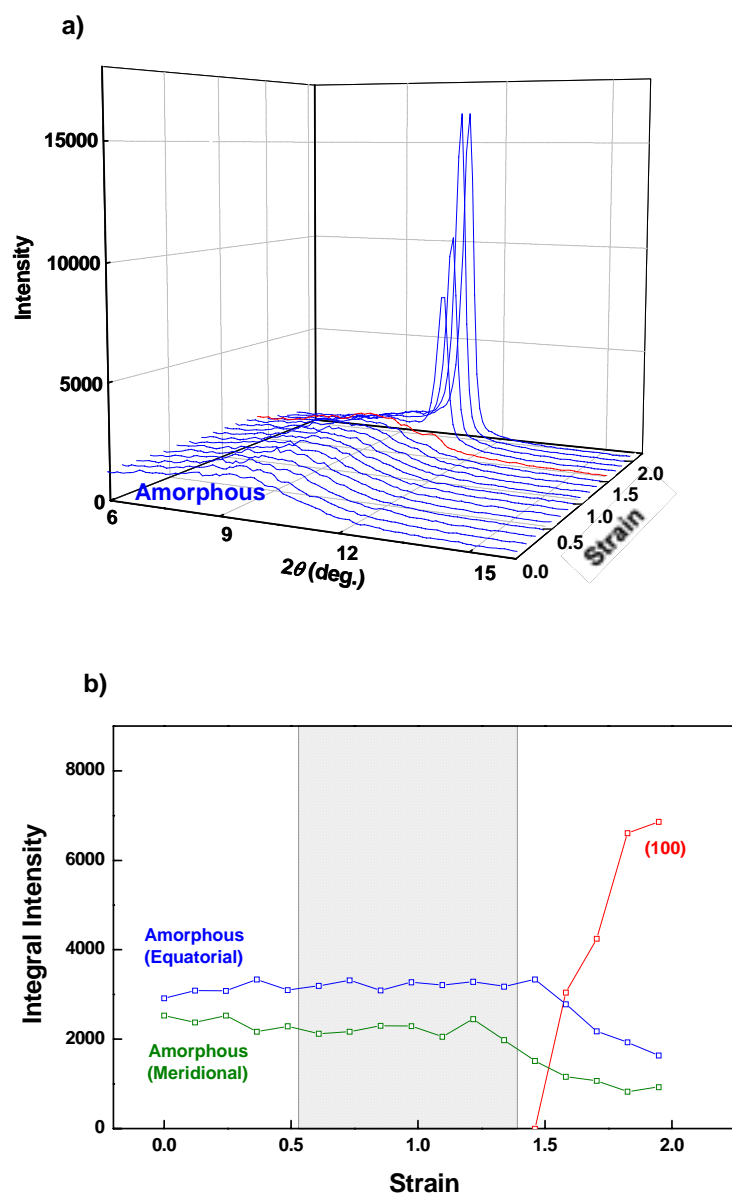 a)
15000
10000
5000
0
Intensity
Amorphous
6
9
12
15
2θ (deg.)
0.0
0.5
1.0
1.5
2.0
Strain
b)
8000
6000
4000
2000
0
Integral Intensity
(100)
Amorphous
(Equatorial)
Amorphous
(Meridional)
0.0
0.5
1.0
1.5
2.0
Strain